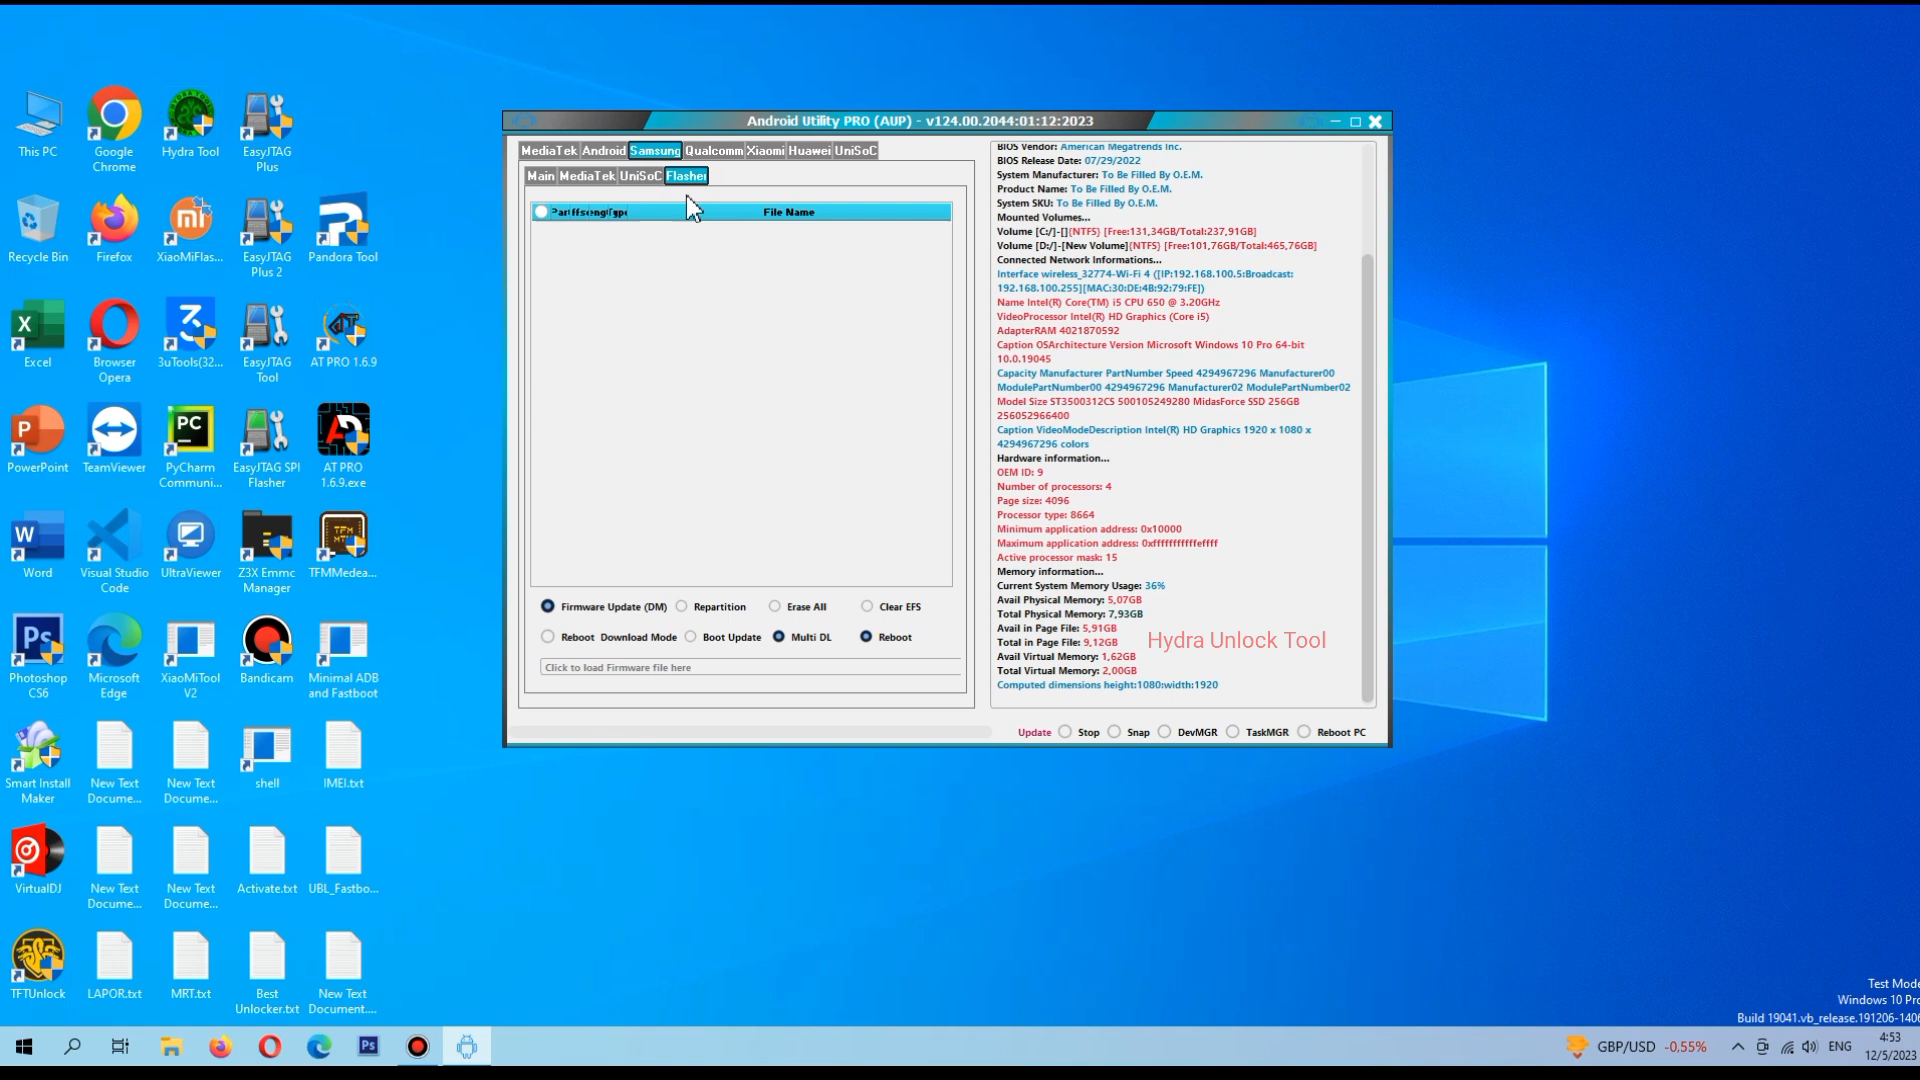 This PC
Google
Chrome
Hydra Tool
EasyJTAG
Plus
Recycle Bin
Firefox
XiaoMiFlas...
EasyJTAG
Plus 2
Pandora Tool
Excel
Browser
Opera
3uTools(32...
EasyJTAG
Tool
AT PRO 1.6.9
PowerPoint
TeamViewer
PyCharm
Communi...
EasyJTAG SPI
Flasher
AT PRO
1.6.9.exe
Word
Visual Studio
Code
UltraViewer
Z3X Emmc
Manager
TFMMedea...
Photoshop
CS6
Microsoft
Edge
XiaoMiTool
V2
Bandicam
Minimal ADB
and Fastboot
Smart Install
Maker
New Text
Docume...
New Text
Docume...
shell
IMEI.txt
VirtualDJ
New Text
Docume...
New Text
Docume...
Activate.txt
UBL_Fastbo...
TFTUnlock
LAPOR.txt
MRT.txt
Best
Unlocker.txt
New Text
Document....
Android Utility PRO (AUP) - v124.00.2044:01:12:2023
MediaTek Android Samsung Qualcomm Xiaomi Huawei UniSoC
Main MediaTek UniSoC Flasher
File Name
Firmware Update (DM) Repartition Erase All Clear EFS
Reboot Download Mode Boot Update Multi DL Reboot
Click to load Firmware file here
BIOS Vendor: American Megatrends Inc.
BIOS Release Date: 07/29/2022
System Manufacturer: To Be Filled By O.E.M.
Product Name: To Be Filled By O.E.M.
System SKU: To Be Filled By O.E.M.
Mounted Volumes...
Volume [C:/]-[]{NTFS} [Free:131,34GB/Total:237,91GB]
Volume [D:/]-[New Volume]{NTFS} [Free:101,76GB/Total:465,76GB]
Connected Network Informations...
Interface wireless_32774-Wi-Fi 4 ([IP:192.168.100.5:Broadcast:
192.168.100.255][MAC:30:DE:4B:92:79:FE])
Name Intel(R) Core(TM) i5 CPU 650 @ 3.20GHz
VideoProcessor Intel(R) HD Graphics (Core i5)
AdapterRAM 4021870592
Caption OSArchitecture Version Microsoft Windows 10 Pro 64-bit
10.0.19045
Capacity Manufacturer PartNumber Speed 4294967296 Manufacturer00
ModulePartNumber00 4294967296 Manufacturer02 ModulePartNumber02
Model Size ST3500312CS 500105249280 MidasForce SSD 256GB
256052966400
Caption VideoModeDescription Intel(R) HD Graphics 1920 x 1080 x
4294967296 colors
Hardware information...
OEM ID: 9
Number of processors: 4
Page size: 4096
Processor type: 8664
Minimum application address: 0x10000
Maximum application address: 0xfffffffffffeffff
Active processor mask: 15
Memory information...
Current System Memory Usage: 36%
Avail Physical Memory: 5,07GB
Total Physical Memory: 7,93GB
Avail in Page File: 5,91GB
Total in Page File: 9,12GB
Avail Virtual Memory: 1,62GB
Total Virtual Memory: 2,00GB
Computed dimensions height:1080:width:1920
Hydra Unlock Tool
Update Stop Snap DevMGR TaskMGR Reboot PC
Test Mode
Windows 10 Pro
Build 19041.vb_release.191206-1406
GBP/USD -0,55%
ENG
4:53
12/5/2023